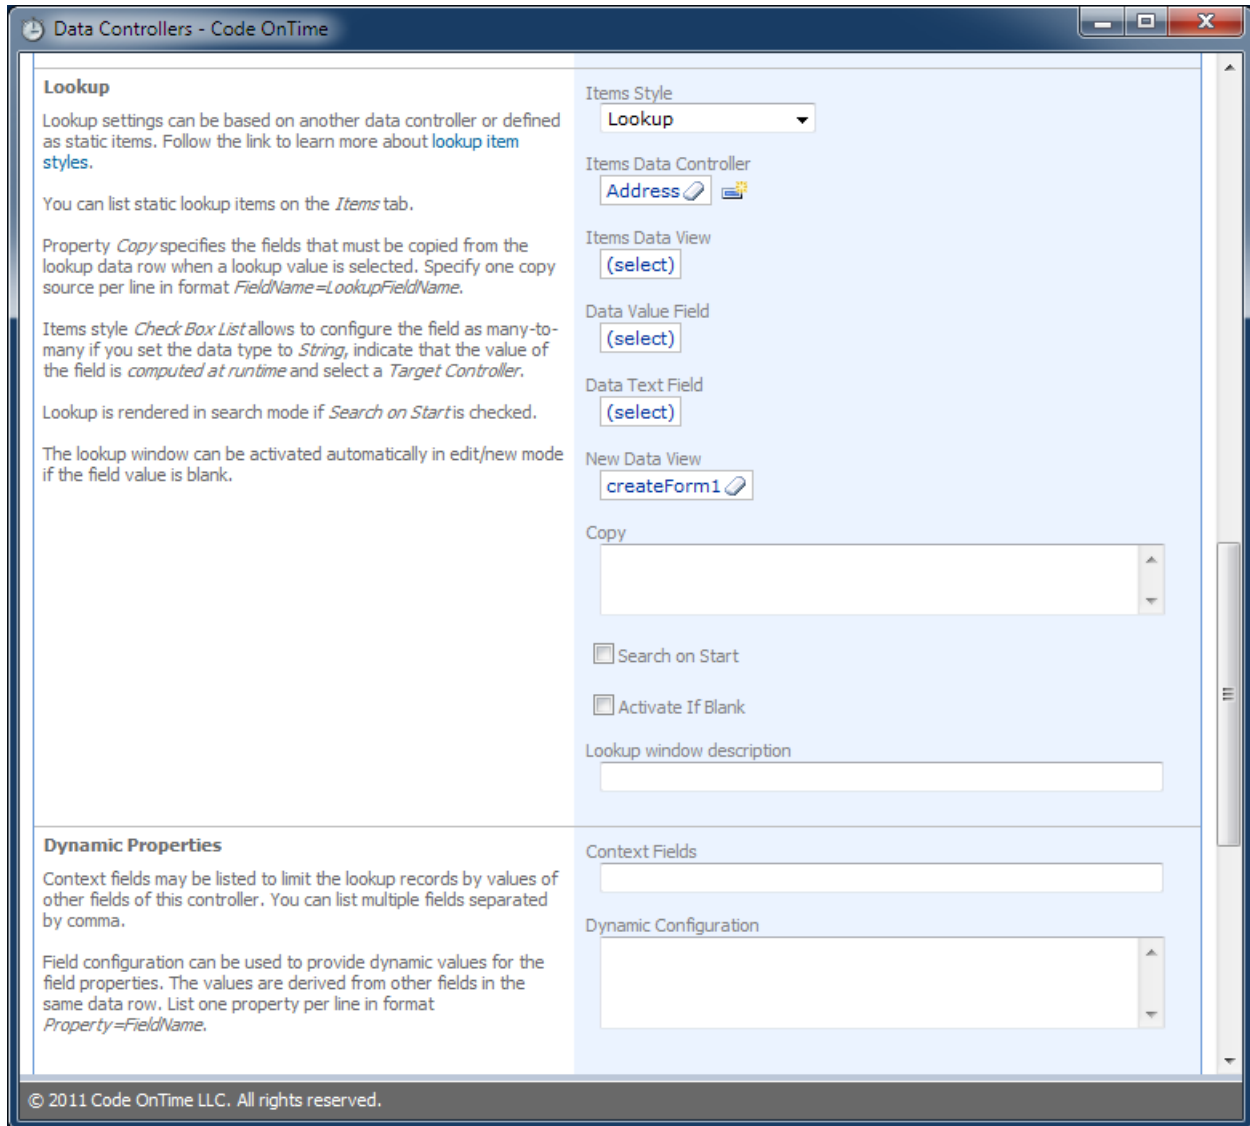 Data Controllers - Code OnTime
Lookup
Lookup settings can be based on another data controller or defined
as static items. Follow the link to learn more about lookup item
styles.
You can list static lookup items on the Items tab.
Property Copy specifies the fields that must be copied from the
lookup data row when a lookup value is selected. Specify one copy
source per line in format FieldName=LookupFieldName.
Items style Check Box List allows to configure the field as many-to-
many if you set the data type to String, indicate that the value of
the field is computed at runtime and select a Target Controller.
Lookup is rendered in search mode if Search on Start is checked.
The lookup window can be activated automatically in edit/new mode
if the field value is blank.
Items Style
Lookup
Items Data Controller
Address
Items Data View
(select)
Data Value Field
(select)
Data Text Field
(select)
New Data View
createForm1
Copy
Search on Start
Activate If Blank
Lookup window description
Dynamic Properties
Context fields may be listed to limit the lookup records by values of
other fields of this controller. You can list multiple fields separated
by comma.
Field configuration can be used to provide dynamic values for the
field properties. The values are derived from other fields in the
same data row. List one property per line in format
Property=FieldName.
Context Fields
Dynamic Configuration
© 2011 Code OnTime LLC. All rights reserved.